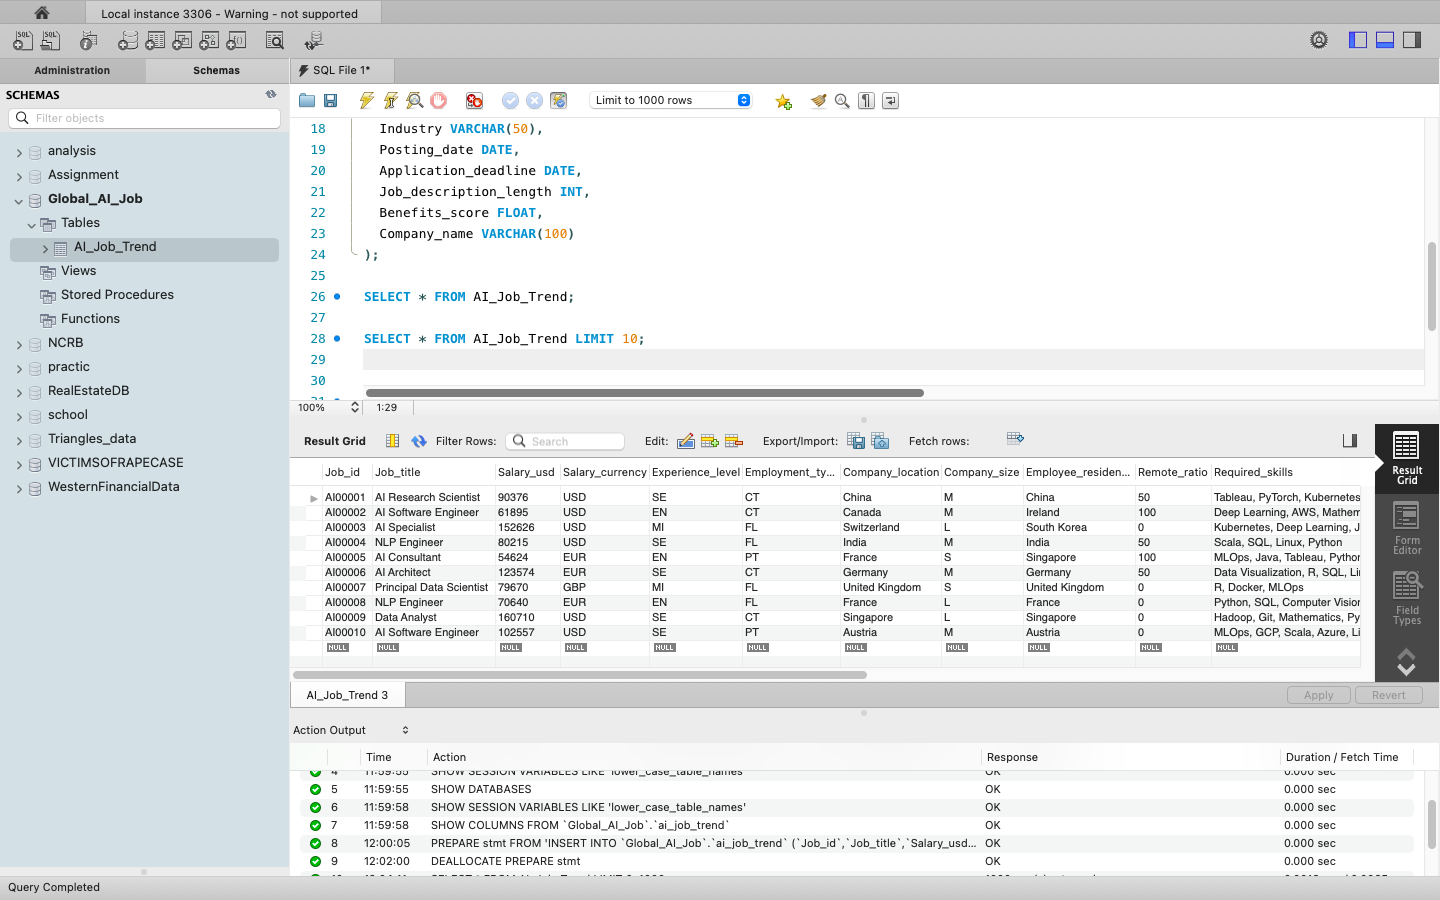 Local instance 3306 - Warning - not supported
Administration
Schemas
SQL File 1*
SCHEMAS
Filter objects
analysis
Assignment
Global_AI_Job
Tables
AI_Job_Trend
Views
Stored Procedures
Functions
NCRB
practic
RealEstateDB
school
Triangles_data
VICTIMSOFRAPECASE
WesternFinancialData
Limit to 1000 rows
18 Industry VARCHAR(50),
19 Posting_date DATE,
20 Application_deadline DATE,
21 Job_description_length INT,
22 Benefits_score FLOAT,
23 Company_name VARCHAR(100)
24 );
25
26 SELECT * FROM AI_Job_Trend;
27
28 SELECT * FROM AI_Job_Trend LIMIT 10;
29
30
100% 1:29
Result Grid Filter Rows: Search Edit: Export/Import: Fetch rows:
Job_id Job_title Salary_usd Salary_currency Experience_level Employment_ty... Company_location Company_size Employee_residen... Remote_ratio Required_skills
AI00001 AI Research Scientist 90376 USD SE CT China M China 50 Tableau, PyTorch, Kubernetes
AI00002 AI Software Engineer 61895 USD EN CT Canada M Ireland 100 Deep Learning, AWS, Mathem
AI00003 AI Specialist 152626 USD MI FL Switzerland L South Korea 0 Kubernetes, Deep Learning, J
AI00004 NLP Engineer 80215 USD SE FL India M India 50 Scala, SQL, Linux, Python
AI00005 AI Consultant 54624 EUR EN PT France S Singapore 100 MLOps, Java, Tableau, Python
AI00006 AI Architect 123574 EUR SE CT Germany M Germany 50 Data Visualization, R, SQL, Li
AI00007 Principal Data Scientist 79670 GBP MI FL United Kingdom S United Kingdom 0 R, Docker, MLOps
AI00008 NLP Engineer 70640 EUR EN FL France L France 0 Python, SQL, Computer Vision
AI00009 Data Analyst 160710 USD SE CT Singapore L Singapore 0 Hadoop, Git, Mathematics, Py
AI00010 AI Software Engineer 102557 USD SE PT Austria M Austria 0 MLOps, GCP, Scala, Azure, Li
NULL NULL NULL NULL NULL NULL NULL NULL NULL NULL NULL
Result Grid
Form Editor
Field Types
AI_Job_Trend 3
Apply Revert
Action Output
Time Action Response Duration / Fetch Time
4 11:59:55 SHOW SESSION VARIABLES LIKE 'lower_case_table_names' OK 0.000 sec
5 11:59:55 SHOW DATABASES OK 0.000 sec
6 11:59:58 SHOW SESSION VARIABLES LIKE 'lower_case_table_names' OK 0.000 sec
7 11:59:58 SHOW COLUMNS FROM `Global_AI_Job`.`ai_job_trend` OK 0.000 sec
8 12:00:05 PREPARE stmt FROM 'INSERT INTO `Global_AI_Job`.`ai_job_trend` (`Job_id`,`Job_title`,`Salary_usd... OK 0.000 sec
9 12:02:00 DEALLOCATE PREPARE stmt OK 0.000 sec
Query Completed